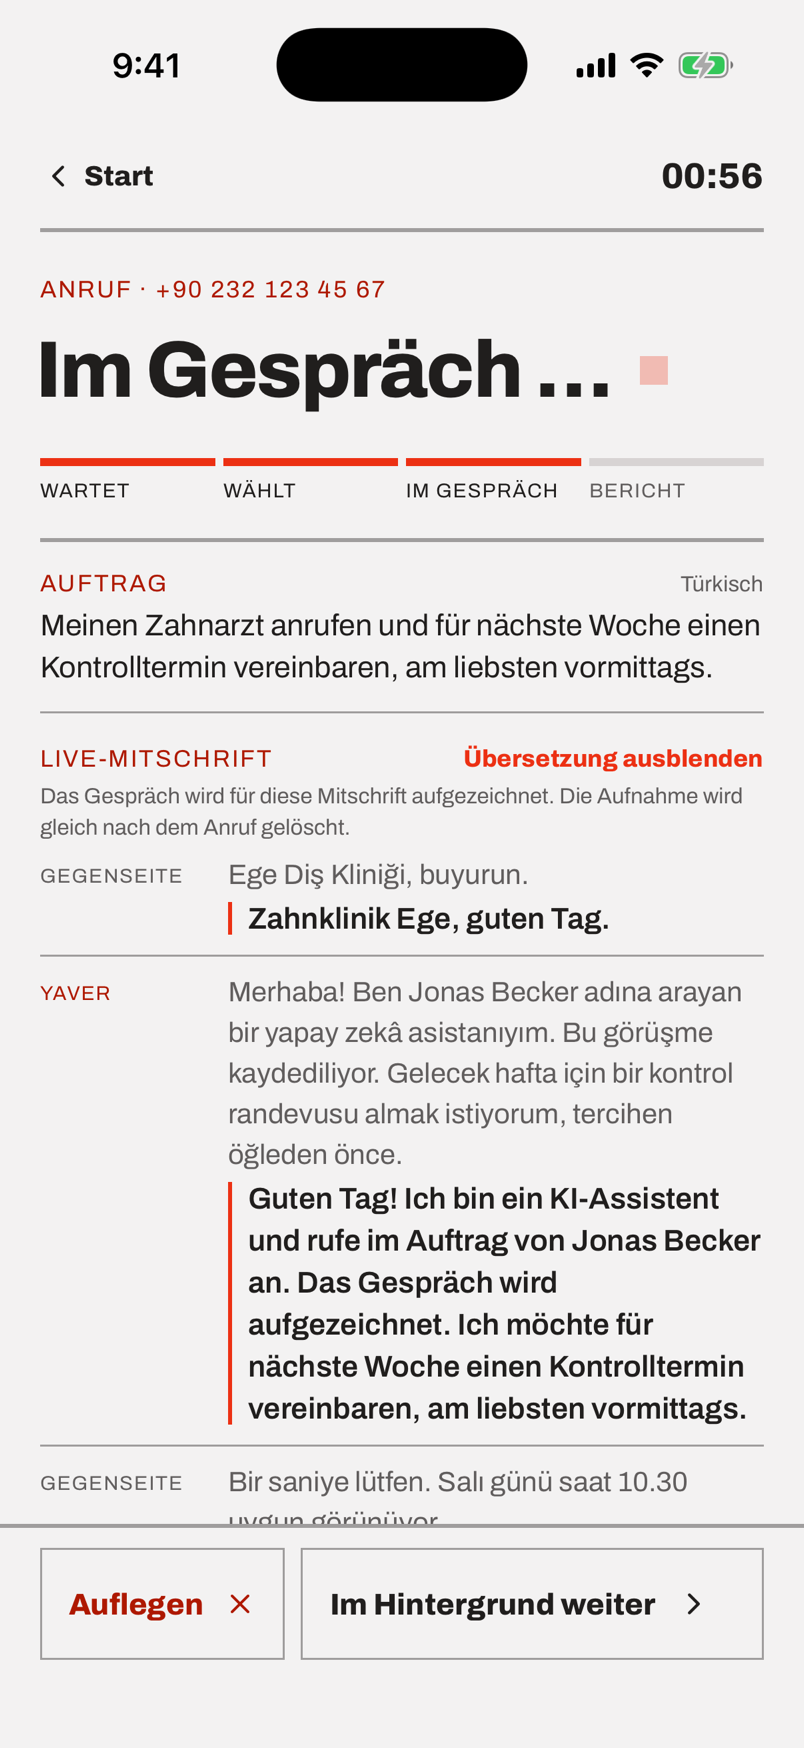 9:41
Start
00:56
ANRUF · +90 232 123 45 67
Im Gespräch ...
WARTET
WÄHLT
IM GESPRÄCH
BERICHT
AUFTRAG
Türkisch
Meinen Zahnarzt anrufen und für nächste Woche einen
Kontrolltermin vereinbaren, am liebsten vormittags.
LIVE-MITSCHRIFT
Übersetzung ausblenden
Das Gespräch wird für diese Mitschrift aufgezeichnet. Die Aufnahme wird
gleich nach dem Anruf gelöscht.
GEGENSEITE
Ege Diş Kliniği, buyurun.
Zahnklinik Ege, guten Tag.
YAVER
Merhaba! Ben Jonas Becker adına arayan
bir yapay zekâ asistanıyım. Bu görüşme
kaydediliyor. Gelecek hafta için bir kontrol
randevusu almak istiyorum, tercihen
öğleden önce.
Guten Tag! Ich bin ein KI-Assistent
und rufe im Auftrag von Jonas Becker
an. Das Gespräch wird
aufgezeichnet. Ich möchte für
nächste Woche einen Kontrolltermin
vereinbaren, am liebsten vormittags.
GEGENSEITE
Bir saniye lütfen. Salı günü saat 10.30
uygun görünüyor.
Auflegen
Im Hintergrund weiter